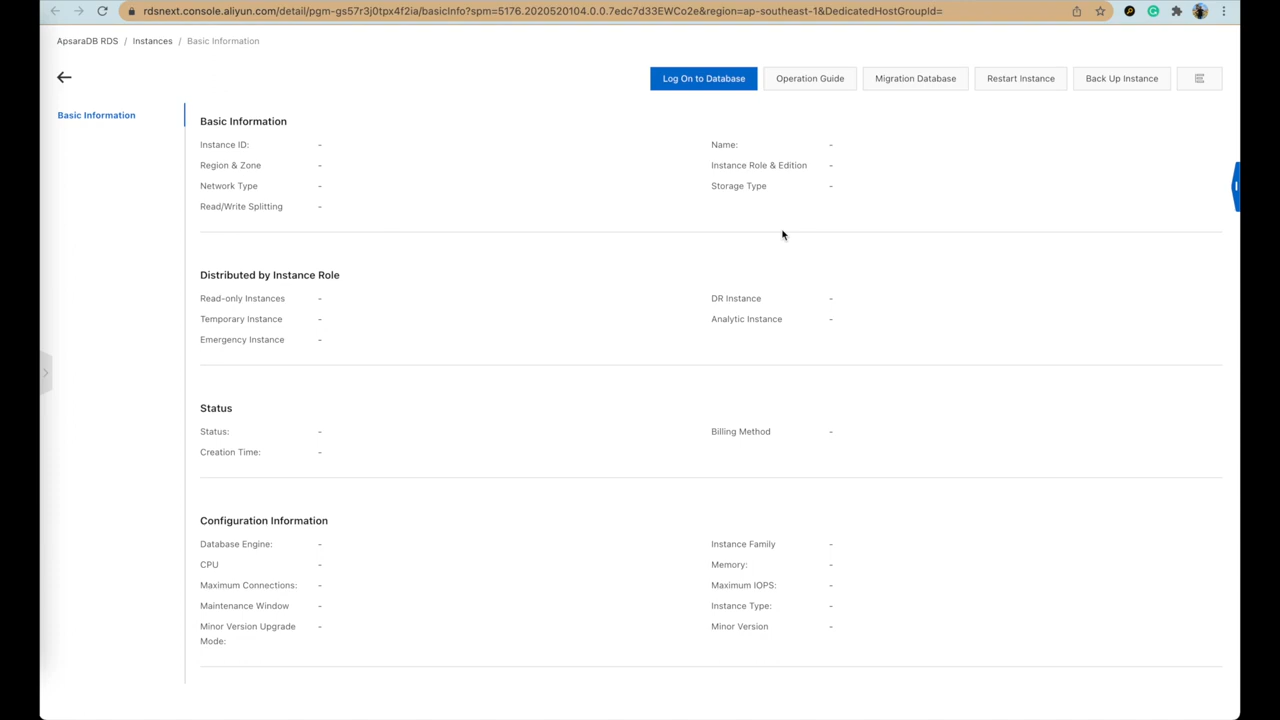 rdsnext.console.aliyun.com/detail/pgm-gs57r3j0tpx4f2ia/basicInfo?spm=5176.2020520104.0.0.7edc7d33EWCo2e&region=ap-southeast-1&DedicatedHostGroupId=
ApsaraDB RDS / Instances / Basic Information
Log On to Database Operation Guide Migration Database Restart Instance Back Up Instance
Basic Information
Basic Information
Instance ID: - Name: -
Region & Zone - Instance Role & Edition -
Network Type - Storage Type -
Read/Write Splitting -
Distributed by Instance Role
Read-only Instances - DR Instance -
Temporary Instance - Analytic Instance -
Emergency Instance -
Status
Status: - Billing Method -
Creation Time: -
Configuration Information
Database Engine: - Instance Family -
CPU - Memory: -
Maximum Connections: - Maximum IOPS: -
Maintenance Window - Instance Type: -
Minor Version Upgrade - Minor Version -
Mode: